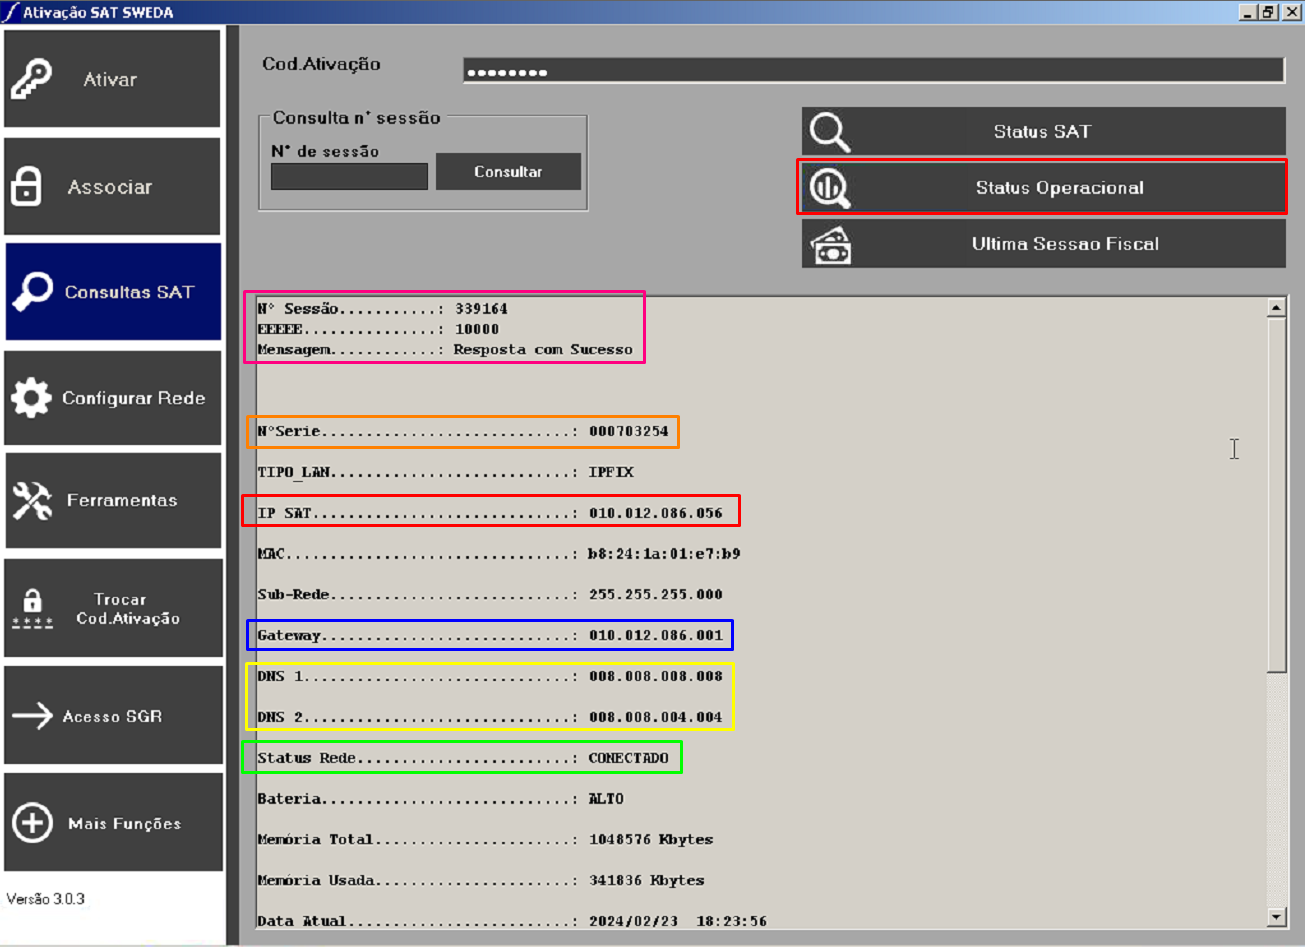 Ativação SAT SWEDA
Ativar
Associar
Consultas SAT
Configurar Rede
Ferramentas
Trocar
Cod.Ativação
****
Acesso SGR
Mais Funções
Versão 3.0.3
Cod.Ativação
••••••••
Consulta n° sessão
N° de sessão
Consultar
Status SAT
Status Operacional
Ultima Sessao Fiscal
N° Sessão...........: 339164
EEEEE...............: 10000
Mensagem............: Resposta com Sucesso
N°Serie............................: 000703254
TIPO_LAN...........................: IPFIX
IP SAT.............................: 010.012.086.056
MAC................................: b8:24:1a:01:e7:b9
Sub-Rede...........................: 255.255.255.000
Gateway............................: 010.012.086.001
DNS 1..............................: 008.008.008.008
DNS 2..............................: 008.008.004.004
Status Rede........................: CONECTADO
Bateria............................: ALTO
Memória Total......................: 1048576 Kbytes
Memória Usada......................: 341836 Kbytes
Data Atual.........................: 2024/02/23 18:23:56